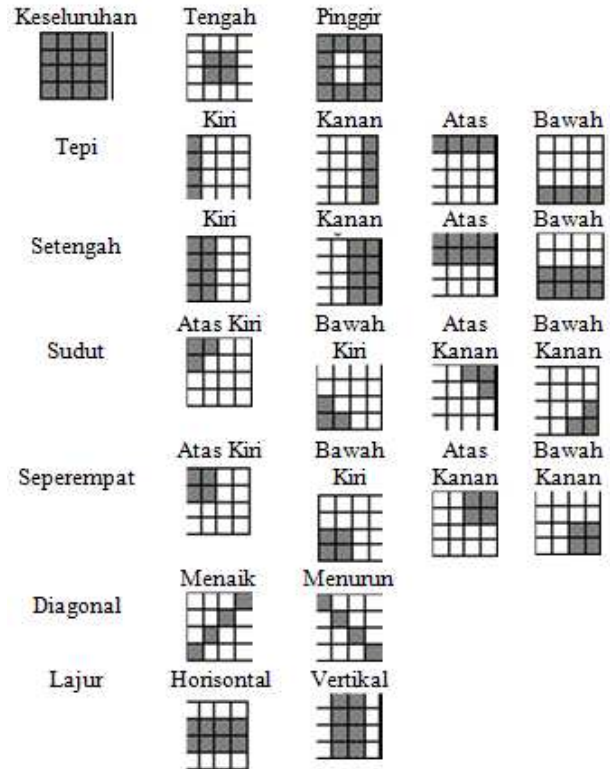 Keseluruhan Tengah Pinggir
Kiri Kanan Atas Bawah
Tepi
Kiri Kanan Atas Bawah
Setengah
Atas Kiri Bawah Atas Bawah
Sudut Kiri Kanan Kanan
Atas Kiri Bawah Atas Bawah
Seperempat Kiri Kanan Kanan
Menaik Menurun
Diagonal
Lajur Horisontal Vertikal